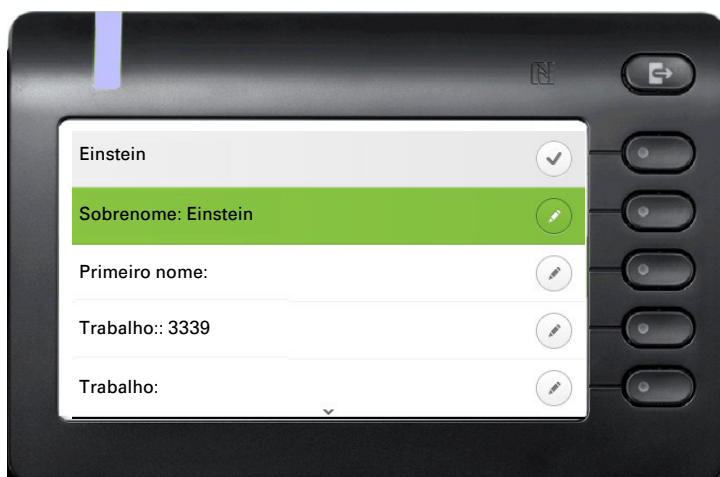 Einstein
Sobrenome: Einstein
Primeiro nome:
Trabalho:: 3339
Trabalho: